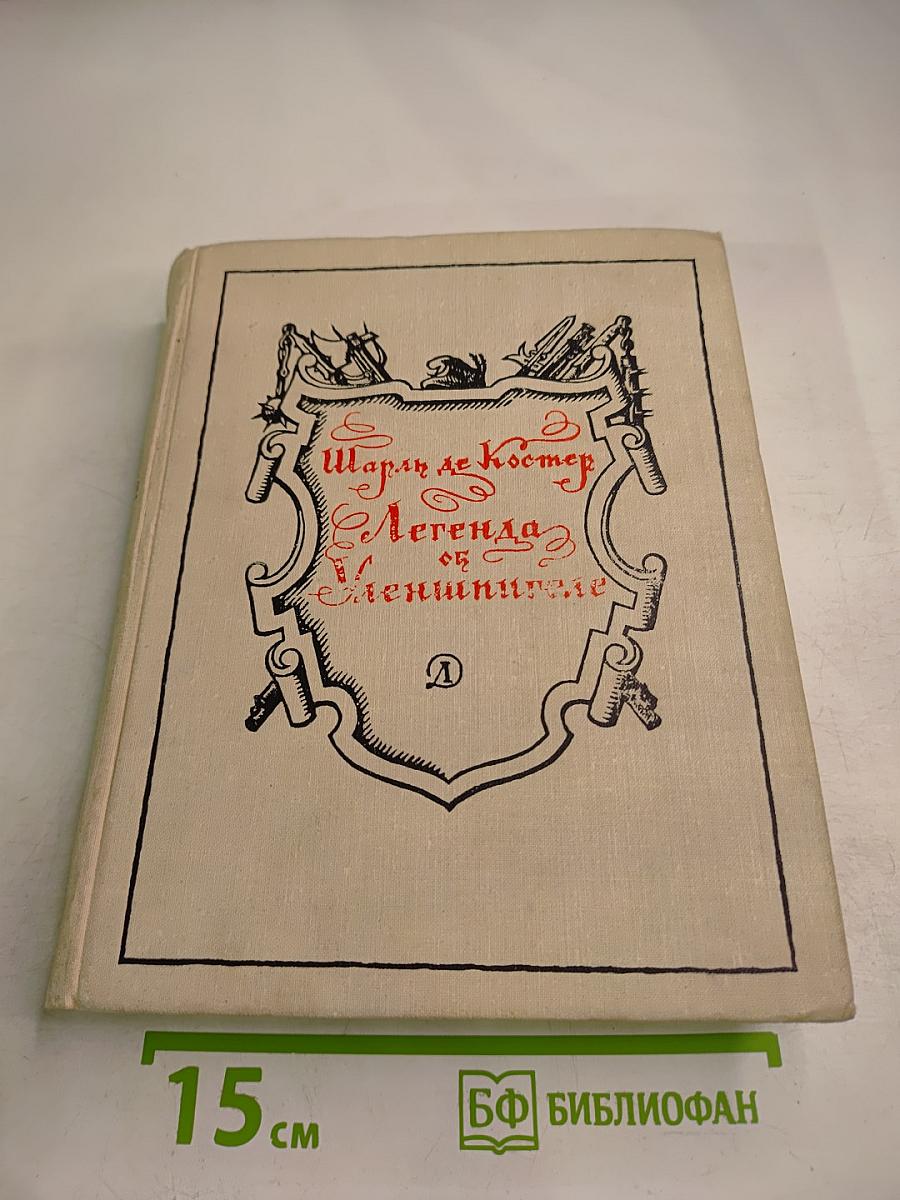 Шарль де Костер
Легенда
об
Уленшпигеле
Д
15 см
БФ БИБЛИОФАН